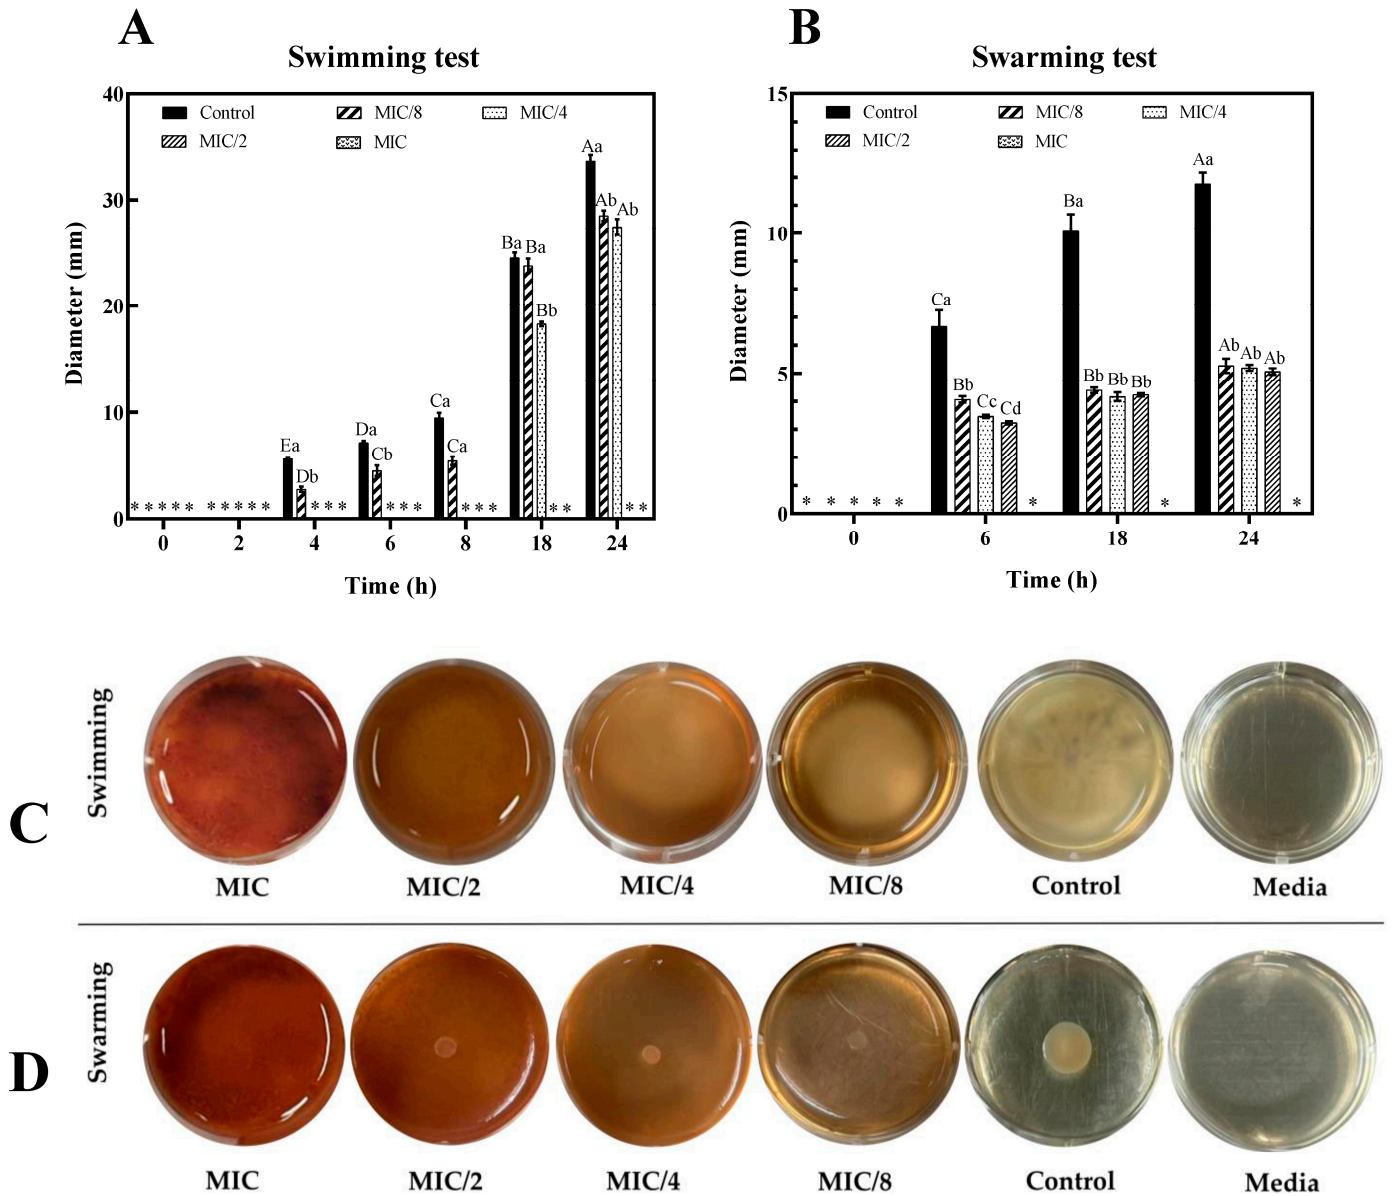 A
Swimming test
Diameter (mm)
40
30
20
10
0
Control
MIC/8
MIC/4
MIC/2
MIC
Ea
Db
Da
Cb
Ca
Ca
Ba
Ba
Bb
Aa
Ab
Ab
* * * * *
* * * * *
* * *
* * *
* * *
* *
* *
0 2 4 6 8 18 24
Time (h)
B
Swarming test
Diameter (mm)
15
10
5
0
Control
MIC/8
MIC/4
MIC/2
MIC
Ca
Bb
Cc
Cd
Ba
Bb
Bb
Bb
Aa
Ab
Ab
Ab
* * * * *
*
*
*
0 6 18 24
Time (h)
C
Swimming
MIC MIC/2 MIC/4 MIC/8 Control Media
D
Swarming
MIC MIC/2 MIC/4 MIC/8 Control Media